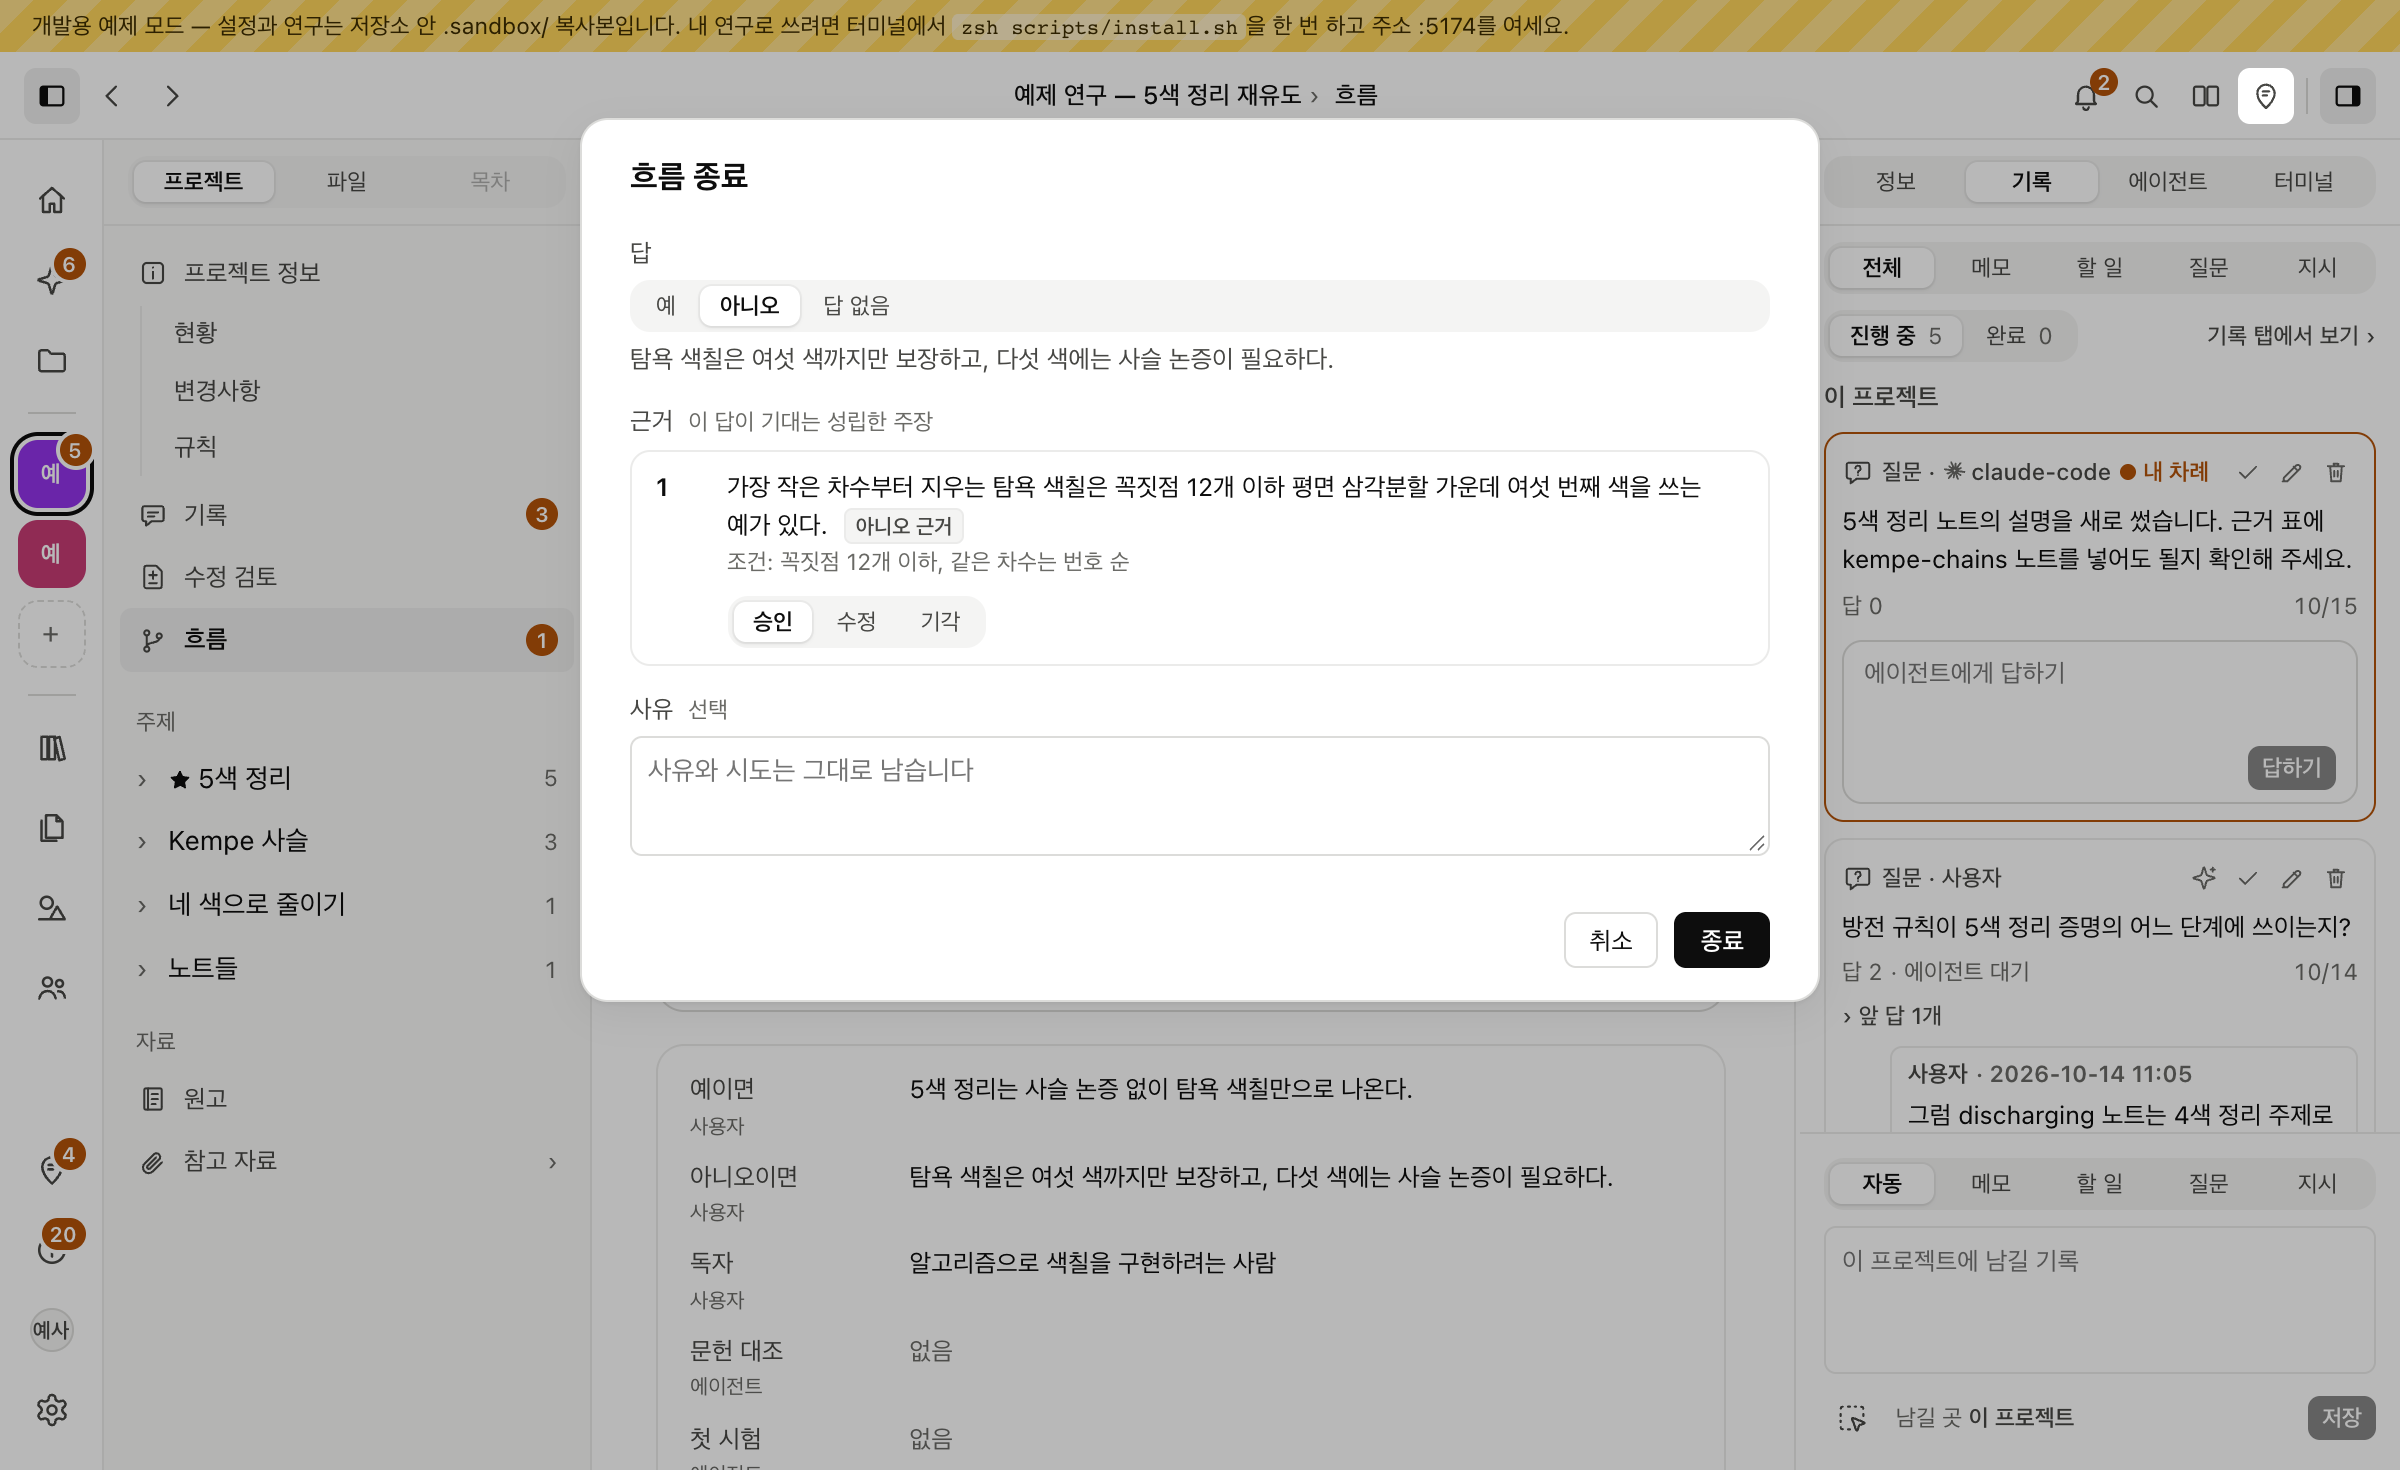 개발용 예제 모드 — 설정과 연구는 저장소 안 .sandbox/ 복사본입니다. 내 연구로 쓰려면 터미널에서 zsh scripts/install.sh을 한 번 하고 주소 :5174를 여세요.
예제 연구 — 5색 정리 재유도 › 흐름
2
프로젝트
파일
목차
프로젝트 정보
현황
변경사항
규칙
기록 3
수정 검토
흐름 1
주제
› ★ 5색 정리 5
› Kempe 사슬 3
› 네 색으로 줄이기 1
› 노트들 1
자료
원고
참고 자료 ›
6
예 5
예
+
4
20
예사
흐름 종료
답
예 아니오 답 없음
탐욕 색칠은 여섯 색까지만 보장하고, 다섯 색에는 사슬 논증이 필요하다.
근거 이 답이 기대는 성립한 주장
1 가장 작은 차수부터 지우는 탐욕 색칠은 꼭짓점 12개 이하 평면 삼각분할 가운데 여섯 번째 색을 쓰는
예가 있다. 아니오 근거
조건: 꼭짓점 12개 이하, 같은 차수는 번호 순
승인 수정 기각
사유 선택
사유와 시도는 그대로 남습니다
취소 종료
예이면 5색 정리는 사슬 논증 없이 탐욕 색칠만으로 나온다.
사용자
아니오이면 탐욕 색칠은 여섯 색까지만 보장하고, 다섯 색에는 사슬 논증이 필요하다.
사용자
독자 알고리즘으로 색칠을 구현하려는 사람
사용자
문헌 대조 없음
에이전트
첫 시험 없음
정보 기록 에이전트 터미널
전체 메모 할 일 질문 지시
진행 중 5 완료 0 기록 탭에서 보기 ›
이 프로젝트
질문 · claude-code 내 차례
5색 정리 노트의 설명을 새로 썼습니다. 근거 표에
kempe-chains 노트를 넣어도 될지 확인해 주세요.
답 0 10/15
에이전트에게 답하기
답하기
질문 · 사용자
방전 규칙이 5색 정리 증명의 어느 단계에 쓰이는지?
답 2 · 에이전트 대기 10/14
› 앞 답 1개
사용자 · 2026-10-14 11:05
그럼 discharging 노트는 4색 정리 주제로
자동 메모 할 일 질문 지시
이 프로젝트에 남길 기록
남길 곳 이 프로젝트 저장